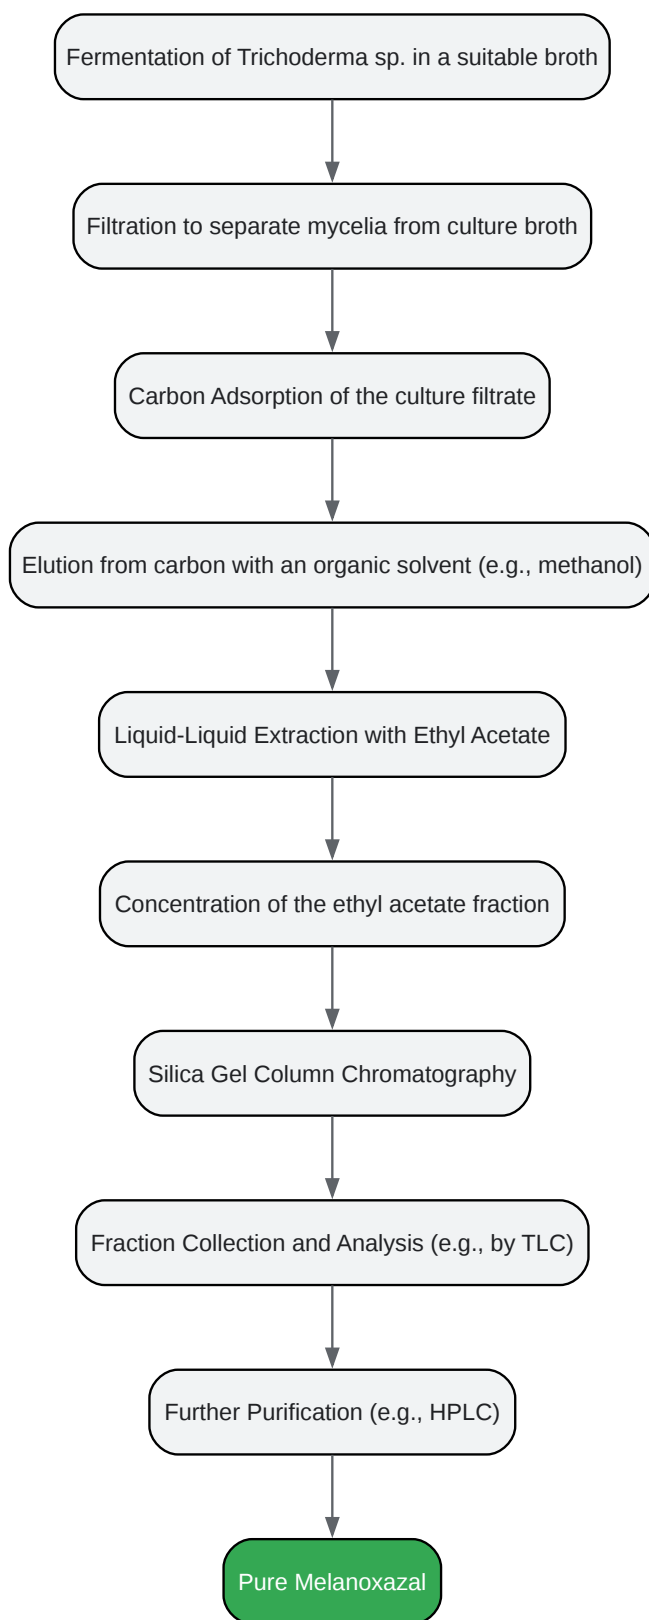 Fermentation of Trichoderma sp. in a suitable broth
Filtration to separate mycelia from culture broth
Carbon Adsorption of the culture filtrate
Elution from carbon with an organic solvent (e.g., methanol)
Liquid-Liquid Extraction with Ethyl Acetate
Concentration of the ethyl acetate fraction
Silica Gel Column Chromatography
Fraction Collection and Analysis (e.g., by TLC)
Further Purification (e.g., HPLC)
Pure Melanoxazal